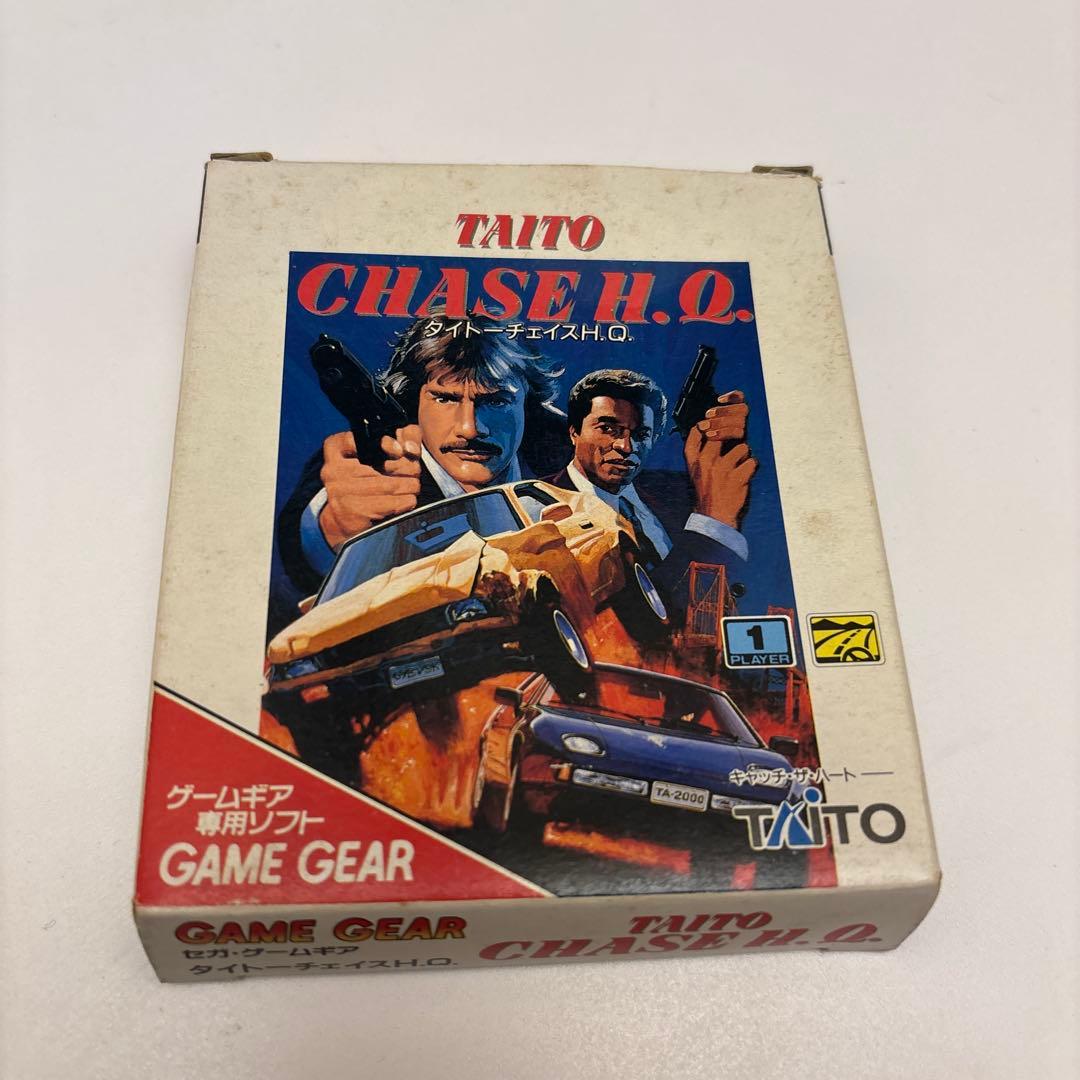 TAITO
CHASE H.Q.
タイトーチェイスH.Q.
1
PLAYER
TA-2000
キャッチ・ザ・ハート
TAITO
ゲームギア
専用ソフト
GAME GEAR
GAME GEAR
セガ・ゲームギア
タイトーチェイスH.Q.
TAITO
CHASE H.Q.